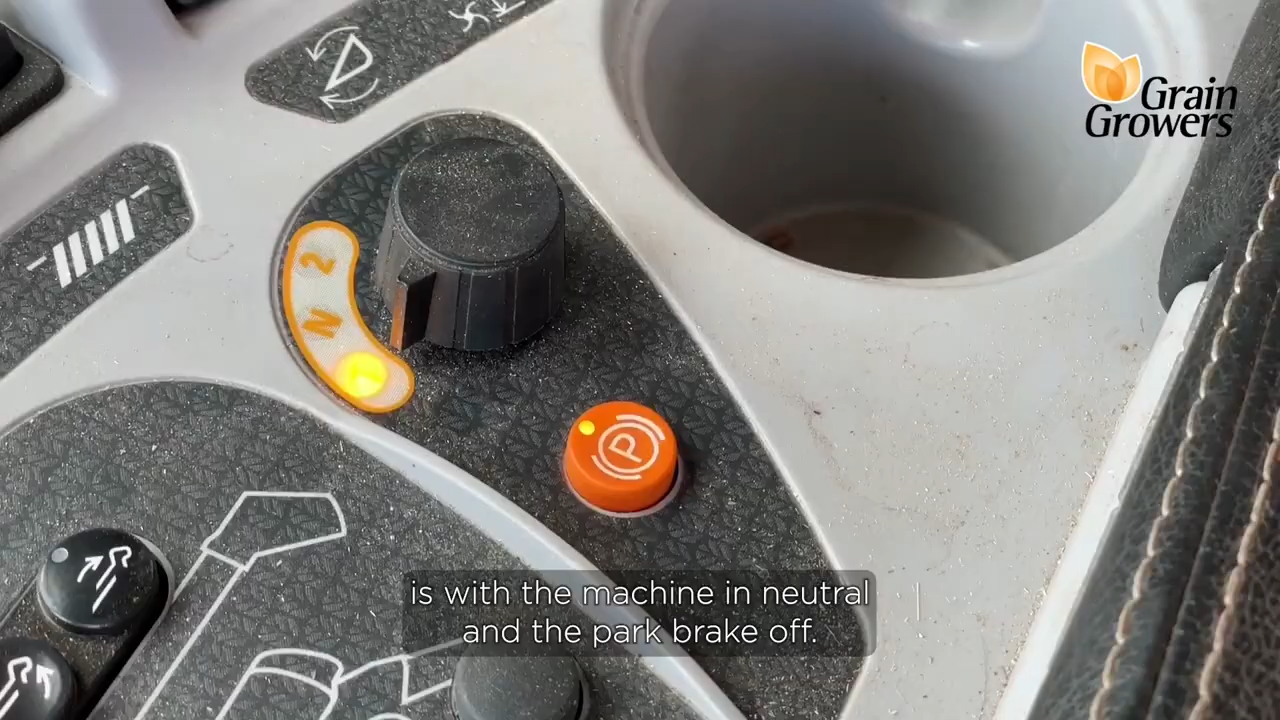 Grain
Growers
2
N
P
is with the machine in neutral
and the park brake off.